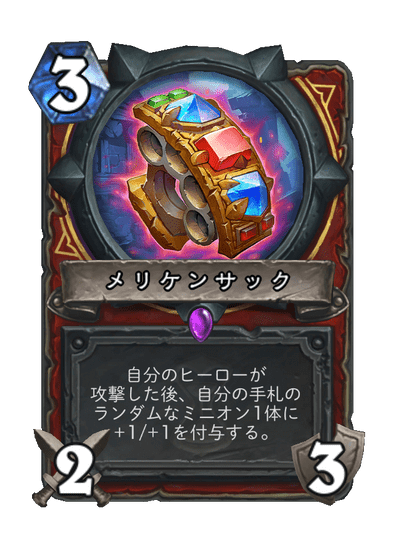 3
メリケンサック
自分のヒーローが
攻撃した後、自分の手札の
ランダムなミニオン1体に
+1/+1を付与する。
2
3